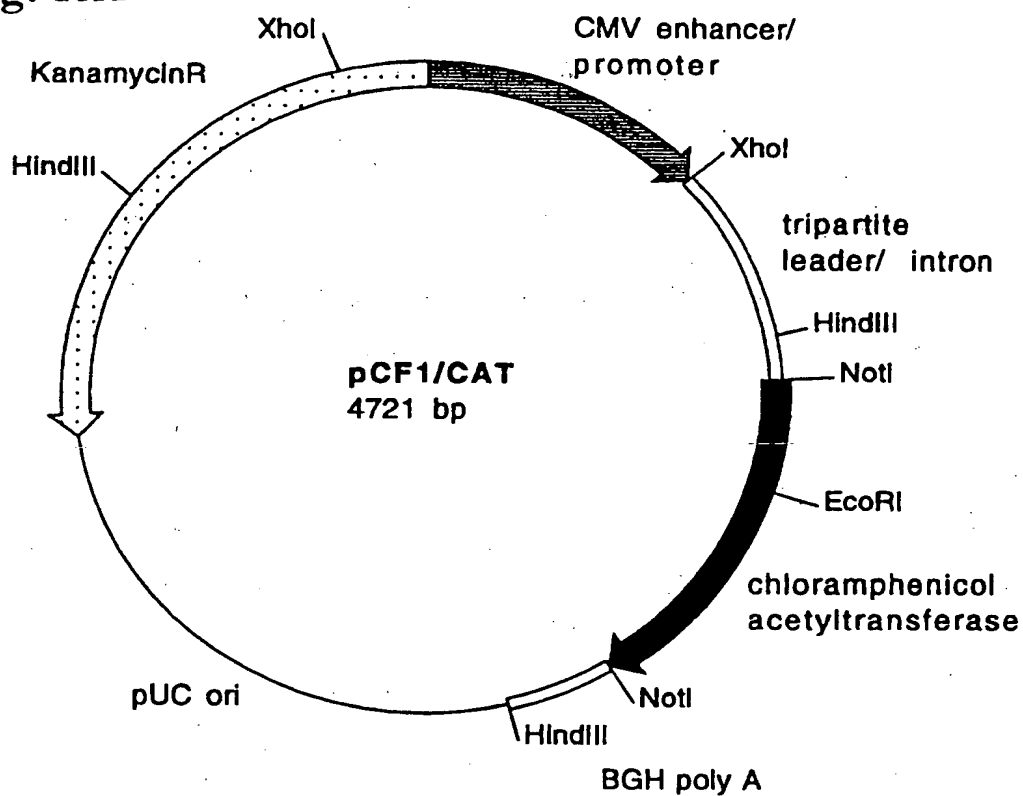 XhoI
CMV enhancer/
promoter
KanamycinR
XhoI
HindIII
tripartite
leader/ intron
HindIII
NotI
pCF1/CAT
4721 bp
EcoRI
chloramphenicol
acetyltransferase
pUC ori
NotI
HindIII
BGH poly A